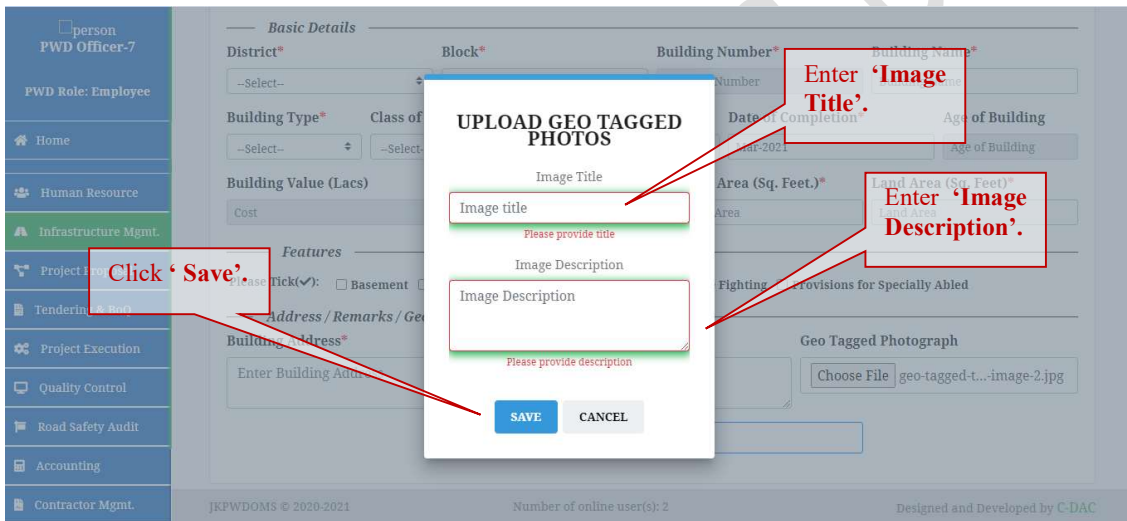 person
PWD Officer-7
PWD Role: Employee
Home
Human Resource
Infrastructure Mgmt.
Project
Tendering & BoQ
Project Execution
Quality Control
Road Safety Audit
Accounting
Contractor Mgmt.
Basic Details
District* Block* Building Number* Building Name*
--Select-- Number
Building Type* Class of Date of Completion* Age of Building
--Select-- --Select- Mar-2021 Age of Building
Building Value (Lacs) Area (Sq. Feet.)* Land Area (Sq. Feet)*
Cost Area Land Area
Features
Please Tick(✔): Basement Fighting Provisions for Specially Abled
Address / Remarks / Geo
Building Address* Geo Tagged Photograph
Enter Building Address Choose File geo-tagged-t...-image-2.jpg
UPLOAD GEO TAGGED
PHOTOS
Image Title
Image title
Please provide title
Image Description
Image Description
Please provide description
SAVE CANCEL
Enter ‘Image
Title’.
Enter ‘Image
Description’.
Click ‘ Save’.
JKPWDOMS © 2020-2021 Number of online user(s): 2 Designed and Developed by C-DAC